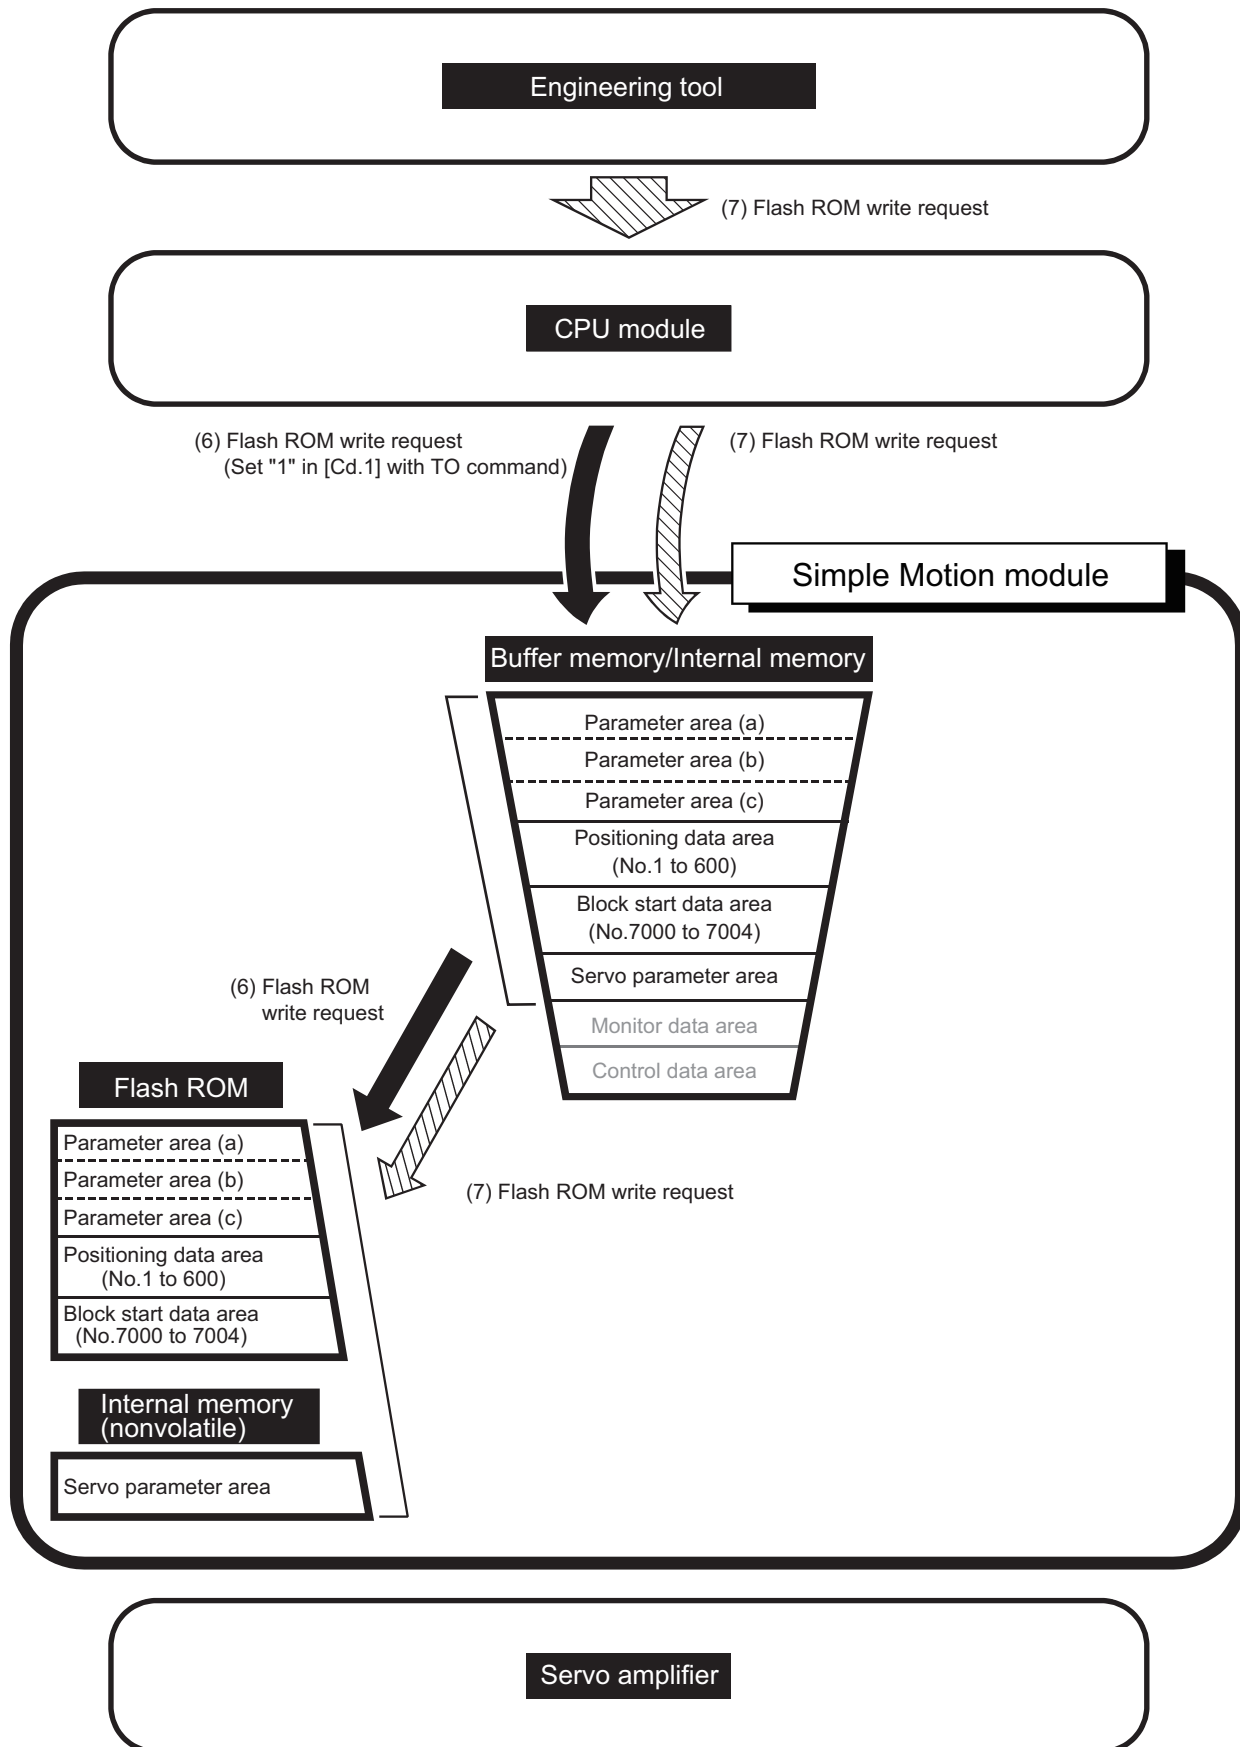 Engineering tool
(7) Flash ROM write request
CPU module
(6) Flash ROM write request
(Set "1" in [Cd.1] with TO command)
(7) Flash ROM write request
Simple Motion module
Buffer memory/Internal memory
Parameter area (a)
Parameter area (b)
Parameter area (c)
Positioning data area
(No.1 to 600)
Block start data area
(No.7000 to 7004)
Servo parameter area
Monitor data area
Control data area
(6) Flash ROM
write request
(7) Flash ROM write request
Flash ROM
Parameter area (a)
Parameter area (b)
Parameter area (c)
Positioning data area
(No.1 to 600)
Block start data area
(No.7000 to 7004)
Internal memory
(nonvolatile)
Servo parameter area
Servo amplifier